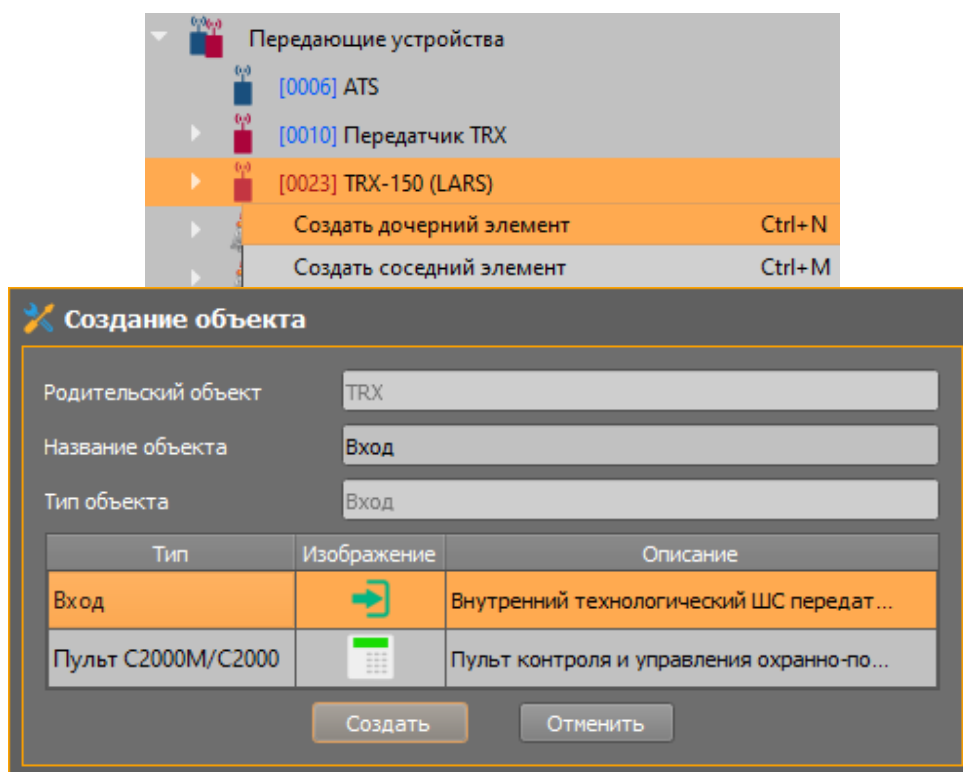 Передающие устройства
[0006] ATS
[0010] Передатчик TRX
[0023] TRX-150 (LARS)
Создать дочерний элемент Ctrl+N
Создать соседний элемент Ctrl+M
Создание объекта
Родительский объект TRX
Название объекта Вход
Тип объекта Вход
Тип Изображение Описание
Вход Внутренний технологический ШС передат...
Пульт С2000М/С2000 Пульт контроля и управления охранно-по...
Создать Отменить